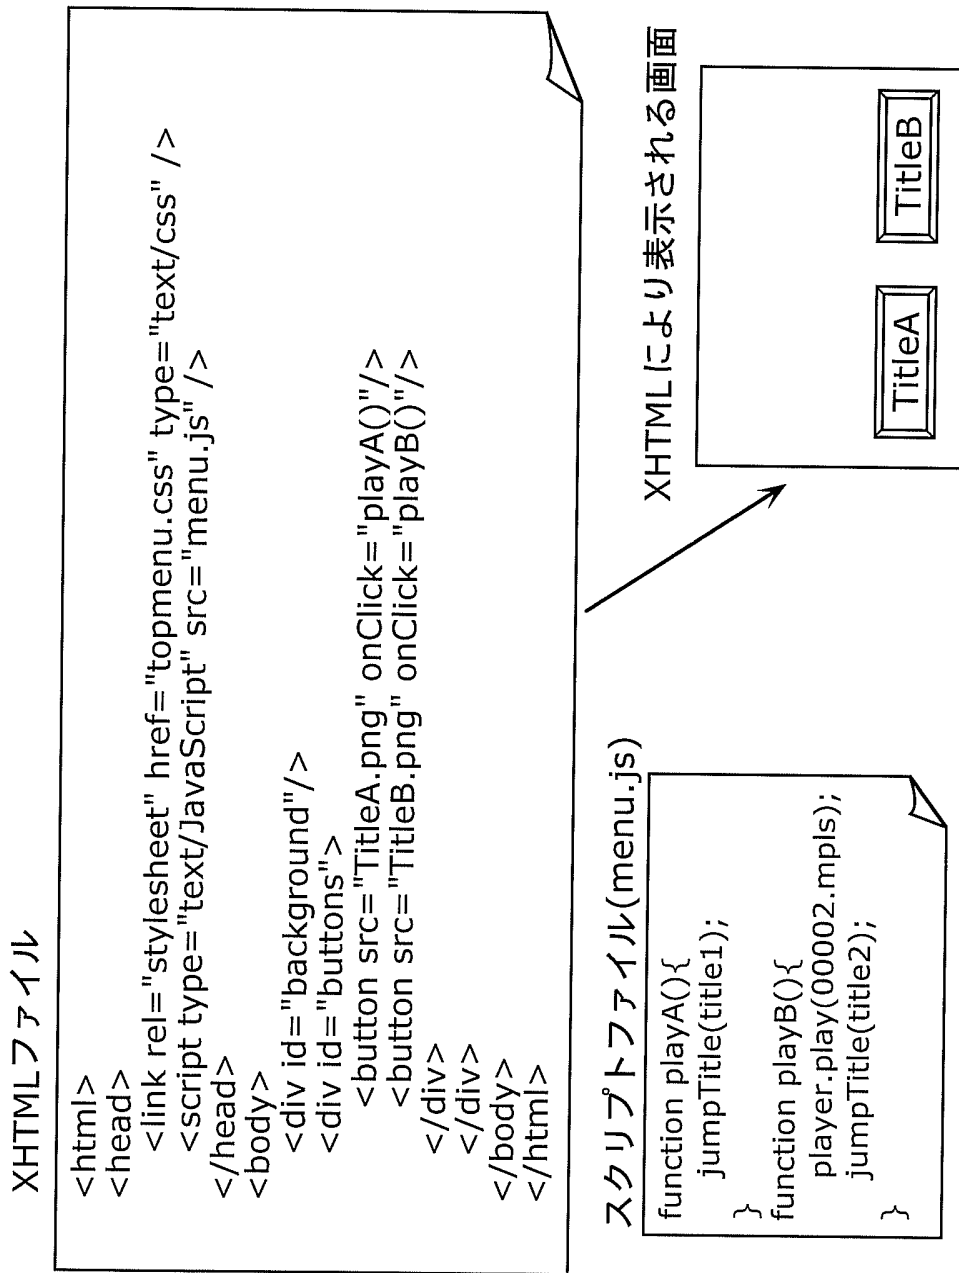 XHTMLファイル
<html>
<head>
<link rel="stylesheet" href="topmenu.css" type="text/css" />
<script type="text/JavaScript" src="menu.js" />
</head>
<body>
<div id="background"/>
<div id="buttons">
<button src="TitleA.png" onClick="playA()"/>
<button src="TitleB.png" onClick="playB()"/>
</div>
</div>
</body>
</html>
スクリプトファイル(menu.js)
function playA(){
jumpTitle(title1);
}
function playB(){
player.play(00002.mpls);
jumpTitle(title2);
}
XHTMLにより表示される画面
TitleA
TitleB